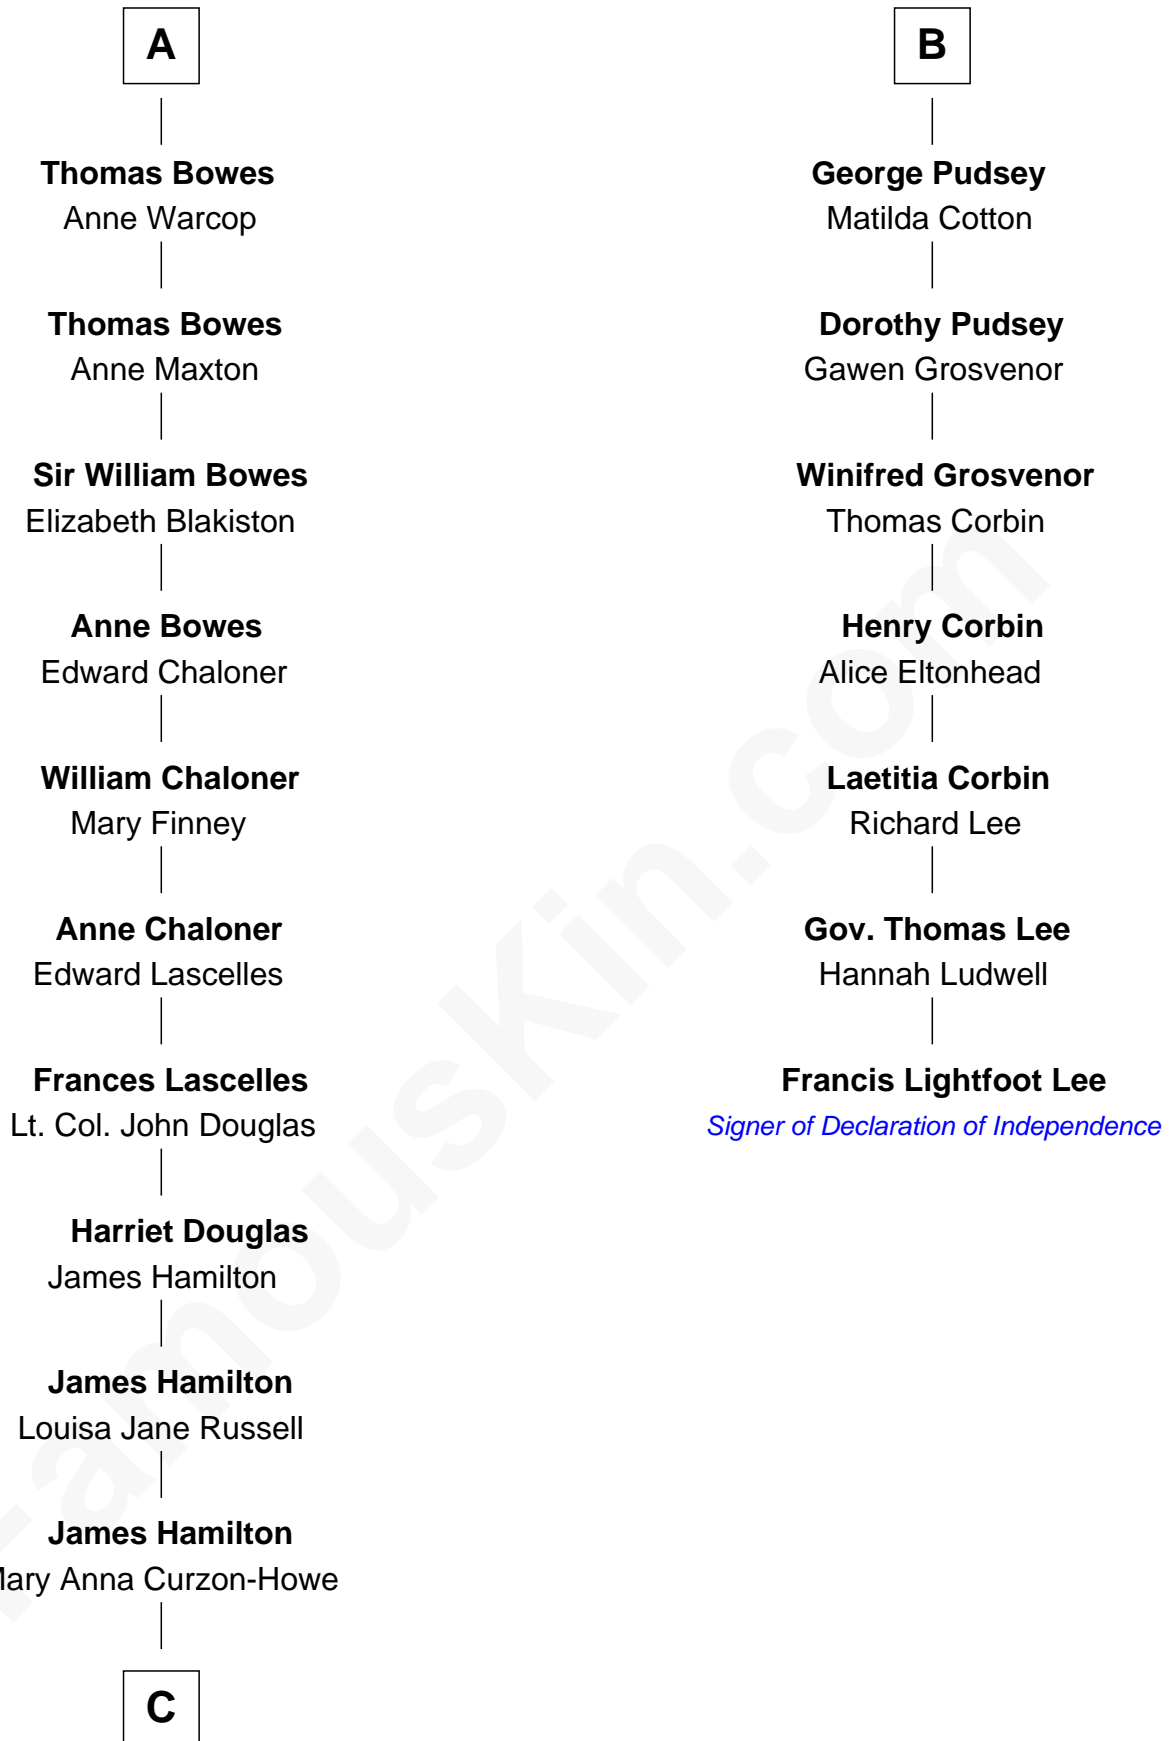 A
Thomas Bowes
Anne Warcop
Thomas Bowes
Anne Maxton
Sir William Bowes
Elizabeth Blakiston
Anne Bowes
Edward Chaloner
William Chaloner
Mary Finney
Anne Chaloner
Edward Lascelles
Frances Lascelles
Lt. Col. John Douglas
Harriet Douglas
James Hamilton
James Hamilton
Louisa Jane Russell
James Hamilton
Mary Anna Curzon-Howe
C
B
George Pudsey
Matilda Cotton
Dorothy Pudsey
Gawen Grosvenor
Winifred Grosvenor
Thomas Corbin
Henry Corbin
Alice Eltonhead
Laetitia Corbin
Richard Lee
Gov. Thomas Lee
Hannah Ludwell
Francis Lightfoot Lee
Signer of Declaration of Independence
FamousKin.com